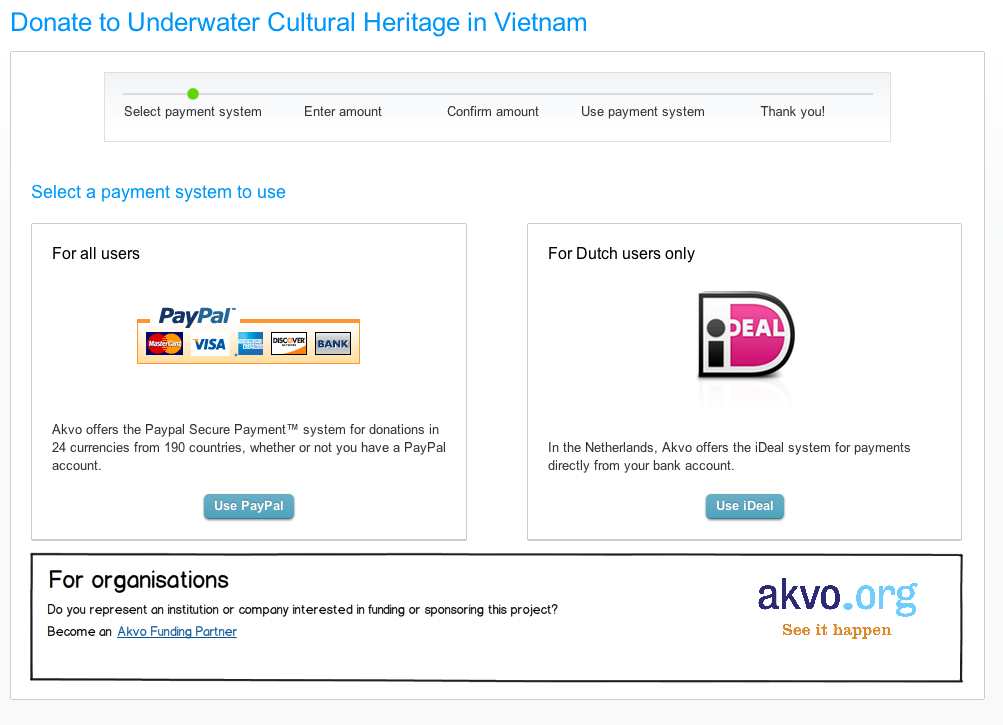 Donate to Underwater Cultural Heritage in Vietnam
Select payment system
Enter amount
Confirm amount
Use payment system
Thank you!
Select a payment system to use
For all users
PayPal™
MasterCard
VISA
DISCOVER
BANK
Akvo offers the Paypal Secure Payment™ system for donations in
24 currencies from 190 countries, whether or not you have a PayPal
account.
Use PayPal
For Dutch users only
iDEAL
In the Netherlands, Akvo offers the iDeal system for payments
directly from your bank account.
Use iDeal
For organisations
Do you represent an institution or company interested in funding or sponsoring this project?
Become an Akvo Funding Partner
akvo.org
See it happen